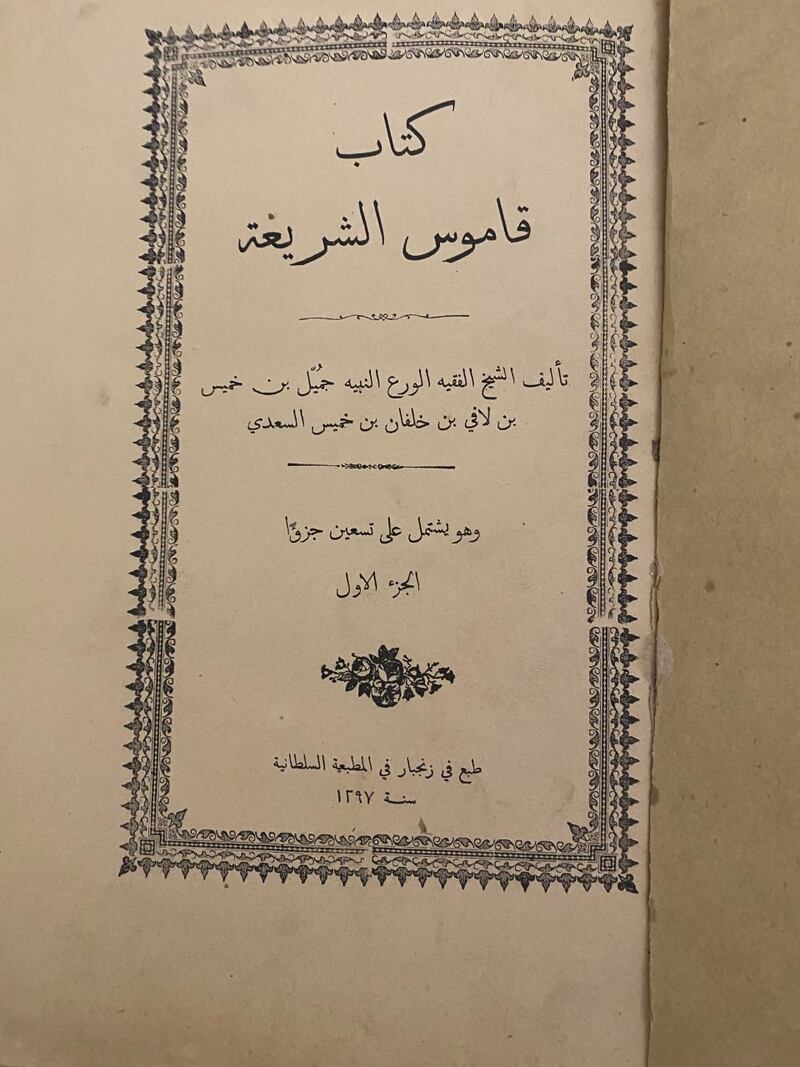 كتاب
قاموس الشريعة
تأليف الشيخ الفقيه الورع النبيه جُميّل بن خميس
بن لافي بن خلفان بن خميس السعدي
وهو يشتمل على تسعين جزوًا
الجزء الاول
طبع في زنجبار في المطبعة السلطانية
سنة ١٢٩٧